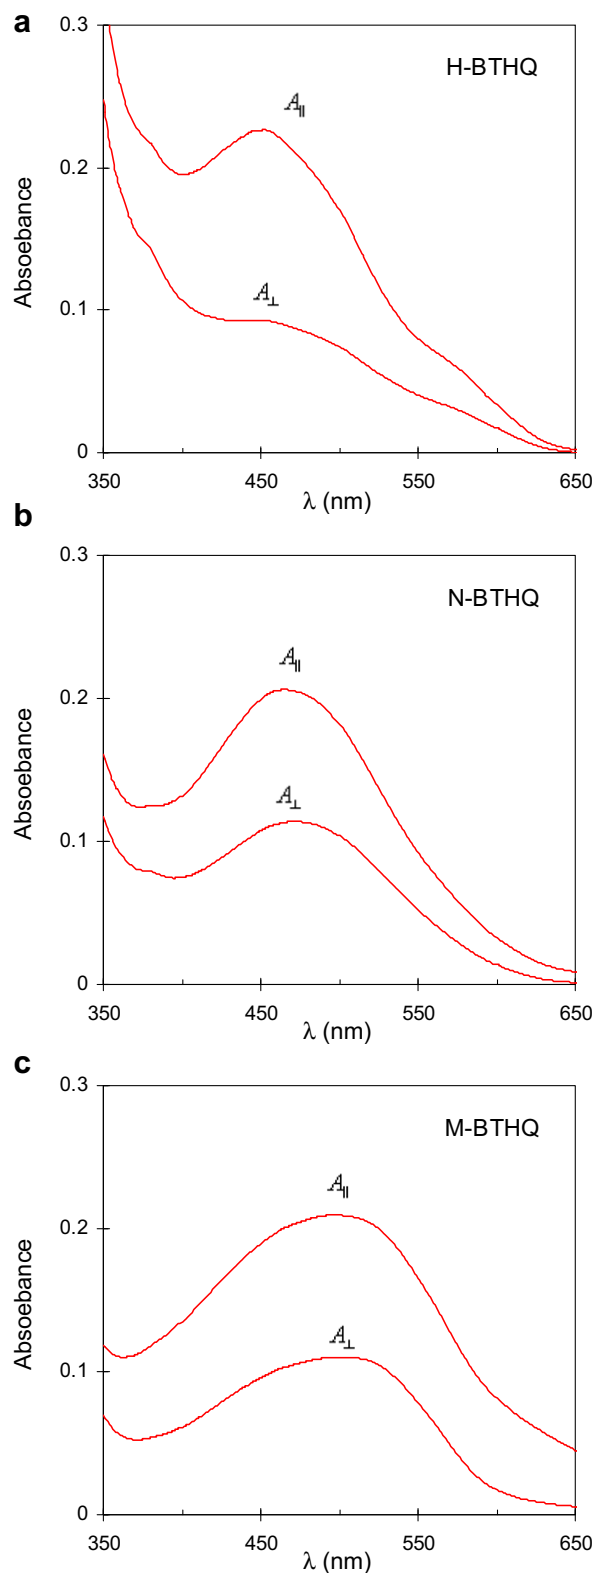 a
0.3
H-BTHQ
A∥
0.2
Absoebance
A⊥
0.1
0
350 450 550 650
λ (nm)
b
0.3
N-BTHQ
A∥
0.2
Absoebance
A⊥
0.1
0
350 450 550 650
λ (nm)
c
0.3
M-BTHQ
A∥
0.2
Absoebance
A⊥
0.1
0
350 450 550 650
λ (nm)